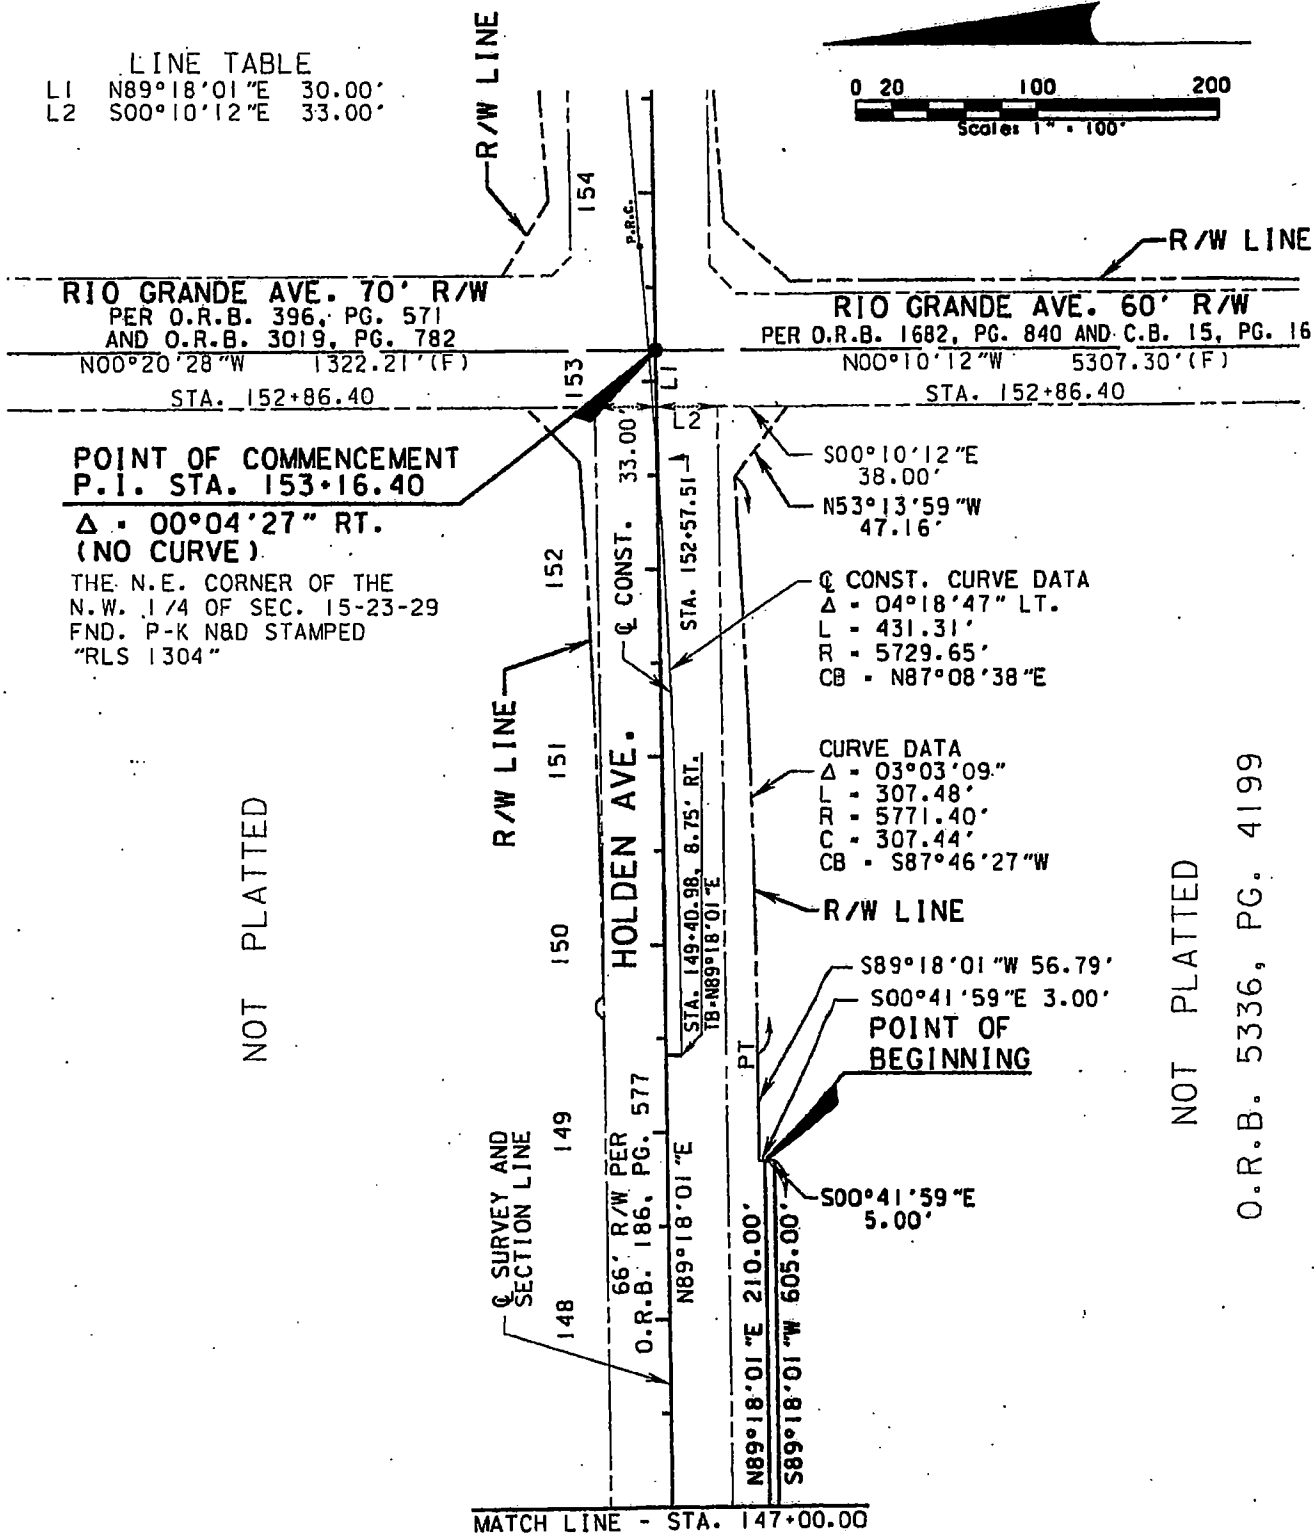 LINE TABLE
L1 N89°18'01"E 30.00'
L2 S00°10'12"E 33.00'
R/W LINE
0 20 100 200
Scale: 1" = 100'
154
P.R.C.
R/W LINE
RIO GRANDE AVE. 70' R/W
PER O.R.B. 396, PG. 571
AND O.R.B. 3019, PG. 782
N00°20'28"W 1322.21'(F)
STA. 152+86.40
RIO GRANDE AVE. 60' R/W
PER O.R.B. 1682, PG. 840 AND C.B. 15, PG. 16
N00°10'12"W 5307.30'(F)
STA. 152+86.40
153
L1
L2
33.00'
POINT OF COMMENCEMENT
P.I. STA. 153+16.40
Δ = 00°04'27" RT.
(NO CURVE)
THE N.E. CORNER OF THE
N.W. 1/4 OF SEC. 15-23-29
FND. P-K N&D STAMPED
"RLS 1304"
S00°10'12"E
38.00'
N53°13'59"W
47.16'
152
℄ CONST.
STA. 152+57.51
℄ CONST. CURVE DATA
Δ = 04°18'47" LT.
L = 431.31'
R = 5729.65'
CB = N87°08'38"E
R/W LINE
151
HOLDEN AVE.
CURVE DATA
Δ = 03°03'09"
L = 307.48'
R = 5771.40'
C = 307.44'
CB = S87°46'27"W
R/W LINE
NOT PLATTED
150
STA. 149+40.98, 8.75' RT.
TB=N89°18'01"E
NOT PLATTED
O.R.B. 5336, PG. 4199
S89°18'01"W 56.79'
S00°41'59"E 3.00'
POINT OF
BEGINNING
PT
149
℄ SURVEY AND
SECTION LINE
66' R/W PER
O.R.B. 186, PG. 577
N89°18'01"E
S00°41'59"E
5.00'
N89°18'01"E 210.00'
S89°18'01"W 605.00'
148
MATCH LINE - STA. 147+00.00